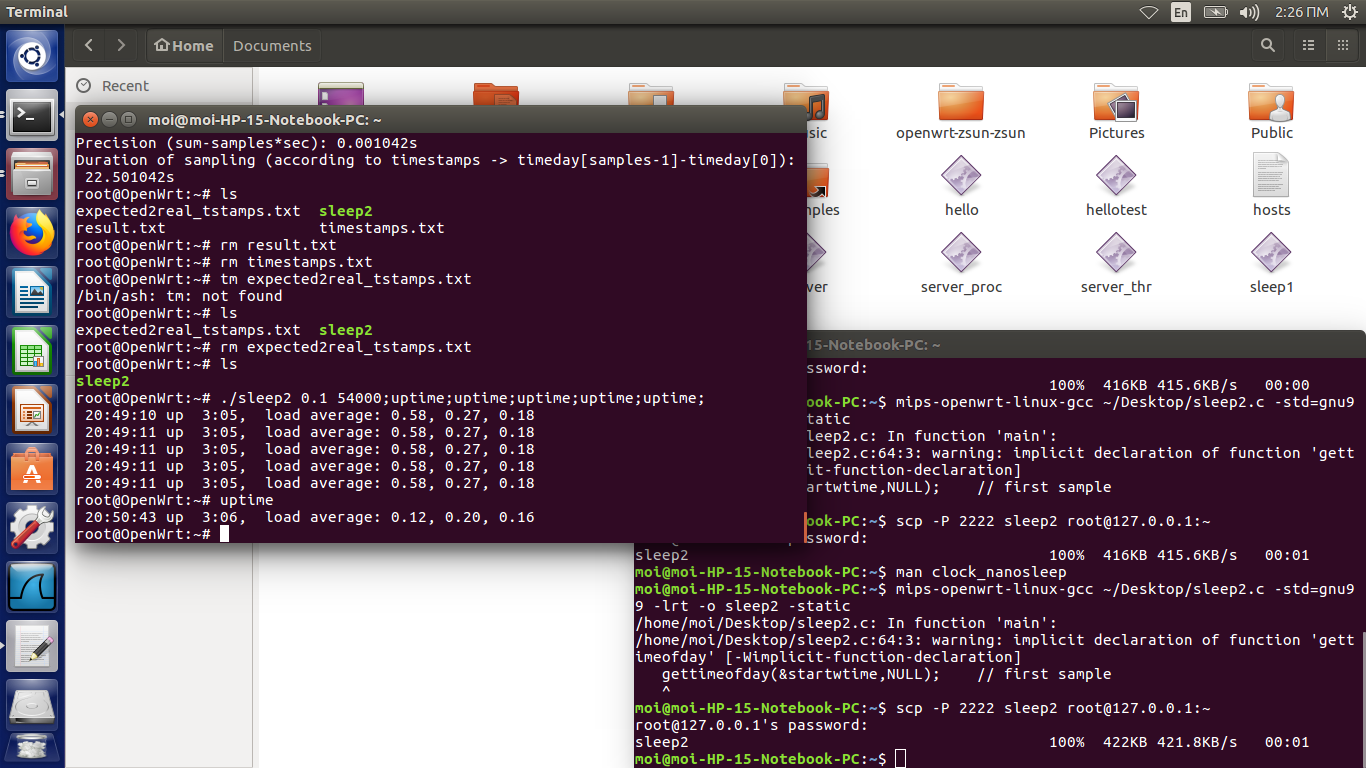 Terminal
En
2:26 ΠΜ
Home
Documents
Recent
openwrt-zsun-zsun
Pictures
Public
hello
hellotest
hosts
server_proc
server_thr
sleep1
moi@moi-HP-15-Notebook-PC: ~
Precision (sum-samples*sec): 0.001042s
Duration of sampling (according to timestamps -> timeday[samples-1]-timeday[0]):
22.501042s
root@OpenWrt:~# ls
expected2real_tstamps.txt  sleep2
result.txt                 timestamps.txt
root@OpenWrt:~# rm result.txt
root@OpenWrt:~# rm timestamps.txt
root@OpenWrt:~# tm expected2real_tstamps.txt
/bin/ash: tm: not found
root@OpenWrt:~# ls
expected2real_tstamps.txt  sleep2
root@OpenWrt:~# rm expected2real_tstamps.txt
root@OpenWrt:~# ls
sleep2
root@OpenWrt:~# ./sleep2 0.1 54000;uptime;uptime;uptime;uptime;uptime;
20:49:10 up  3:05,  load average: 0.58, 0.27, 0.18
20:49:11 up  3:05,  load average: 0.58, 0.27, 0.18
20:49:11 up  3:05,  load average: 0.58, 0.27, 0.18
20:49:11 up  3:05,  load average: 0.58, 0.27, 0.18
20:49:11 up  3:05,  load average: 0.58, 0.27, 0.18
root@OpenWrt:~# uptime
20:50:43 up  3:06,  load average: 0.12, 0.20, 0.16
root@OpenWrt:~#
15-Notebook-PC: ~
ssword:
100%  416KB 415.6KB/s   00:00
book-PC:~$ mips-openwrt-linux-gcc ~/Desktop/sleep2.c -std=gnu9
tatic
leep2.c: In function 'main':
leep2.c:64:3: warning: implicit declaration of function 'gett
it-function-declaration]
artwtime,NULL);    // first sample
book-PC:~$ scp -P 2222 sleep2 root@127.0.0.1:~
ssword:
sleep2                                        100%  416KB 415.6KB/s   00:01
moi@moi-HP-15-Notebook-PC:~$ man clock_nanosleep
moi@moi-HP-15-Notebook-PC:~$ mips-openwrt-linux-gcc ~/Desktop/sleep2.c -std=gnu9
9 -lrt -o sleep2 -static
/home/moi/Desktop/sleep2.c: In function 'main':
/home/moi/Desktop/sleep2.c:64:3: warning: implicit declaration of function 'gett
imeofday' [-Wimplicit-function-declaration]
gettimeofday(&startwtime,NULL);    // first sample
^
moi@moi-HP-15-Notebook-PC:~$ scp -P 2222 sleep2 root@127.0.0.1:~
root@127.0.0.1's password:
sleep2                                        100%  422KB 421.8KB/s   00:01
moi@moi-HP-15-Notebook-PC:~$